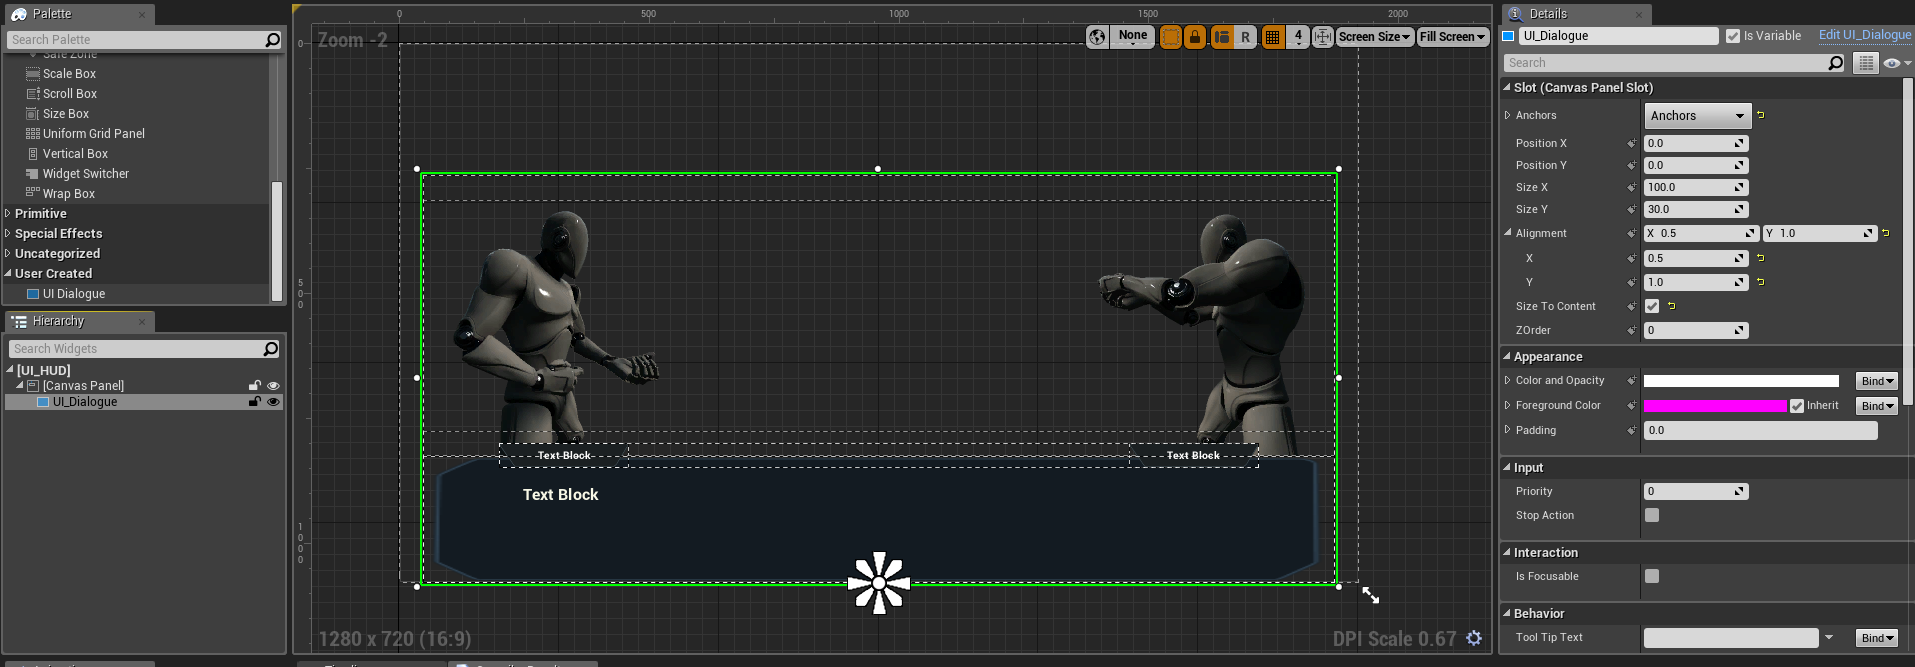 Palette
Search Palette
Safe Zone
Scale Box
Scroll Box
Size Box
Uniform Grid Panel
Vertical Box
Widget Switcher
Wrap Box
Primitive
Special Effects
Uncategorized
User Created
UI Dialogue
Hierarchy
Search Widgets
[UI_HUD]
[Canvas Panel]
UI_Dialogue
0
500
1000
1500
2000
0
500
1000
Zoom -2
None
R
4
Screen Size
Fill Screen
Text Block
Text Block
Text Block
1280 x 720 (16:9)
DPI Scale 0.67
Details
UI_Dialogue
Is Variable
Edit UI_Dialogue
Search
Slot (Canvas Panel Slot)
Anchors
Anchors
Position X
0.0
Position Y
0.0
Size X
100.0
Size Y
30.0
Alignment
X 0.5
Y 1.0
X
0.5
Y
1.0
Size To Content
ZOrder
0
Appearance
Color and Opacity
Bind
Foreground Color
Inherit
Bind
Padding
0.0
Input
Priority
0
Stop Action
Interaction
Is Focusable
Behavior
Tool Tip Text
Bind